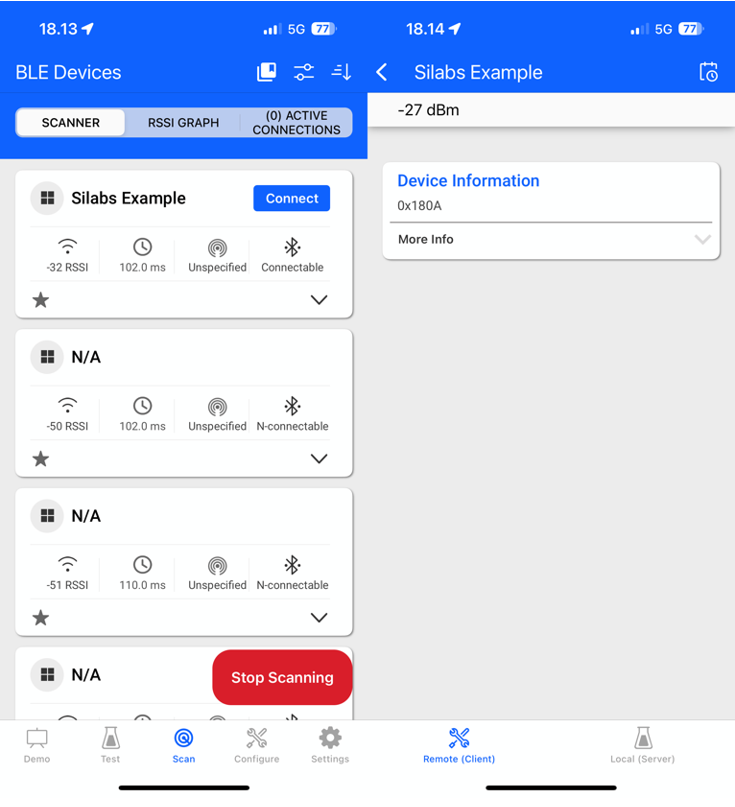 18.13
5G 77
BLE Devices
SCANNER
RSSI GRAPH
(0) ACTIVE
CONNECTIONS
Silabs Example
Connect
-32 RSSI
102.0 ms
Unspecified
Connectable
N/A
-50 RSSI
102.0 ms
Unspecified
N-connectable
N/A
-51 RSSI
110.0 ms
Unspecified
N-connectable
N/A
Stop Scanning
Demo
Test
Scan
Configure
Settings
18.14
5G 77
Silabs Example
-27 dBm
Device Information
0x180A
More Info
Remote (Client)
Local (Server)